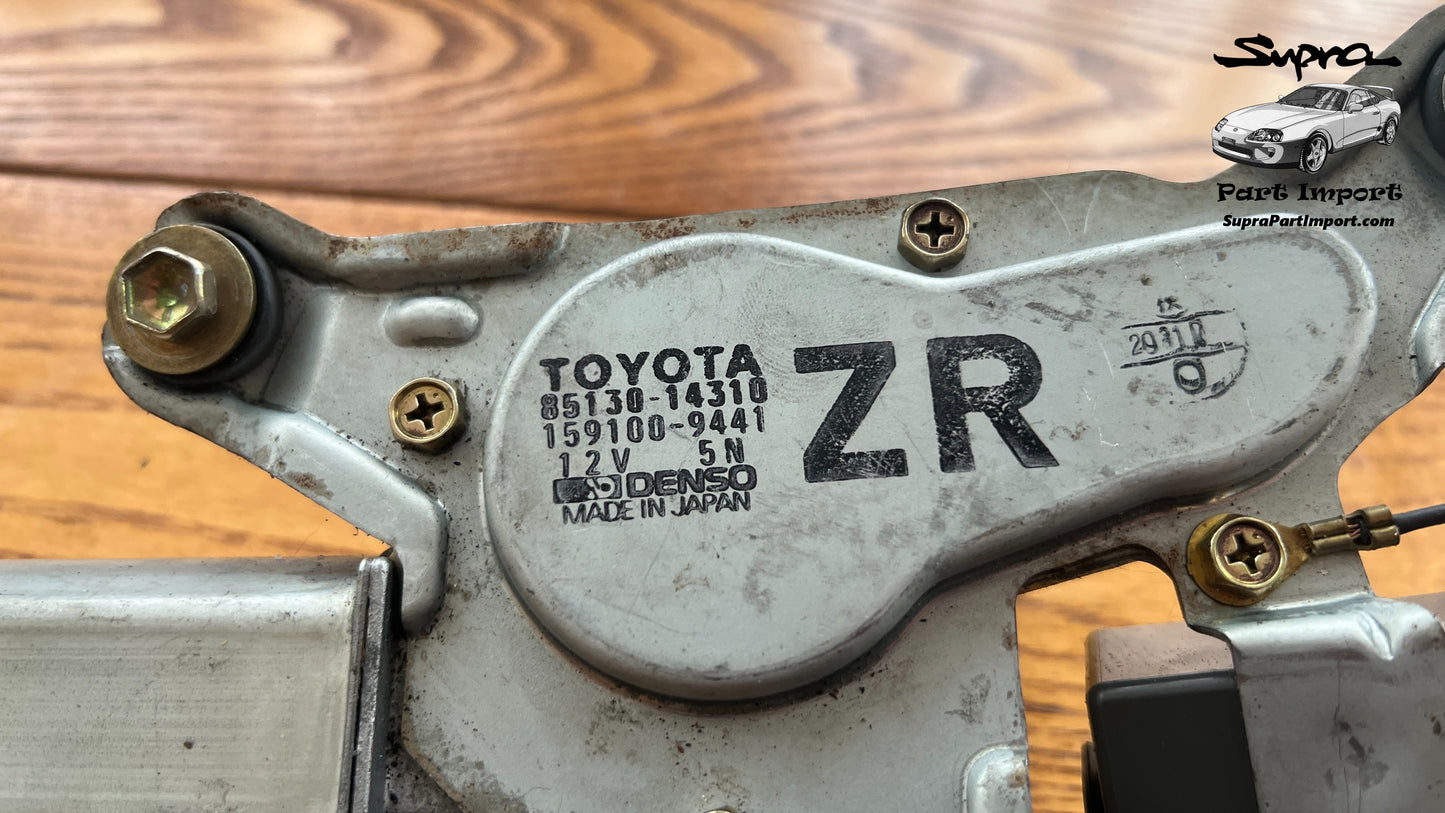 Supra
Part Import
SupraPartImport.com
TOYOTA
85130-14310
159100-9441
12V 5N
DENSO
MADE IN JAPAN
ZR